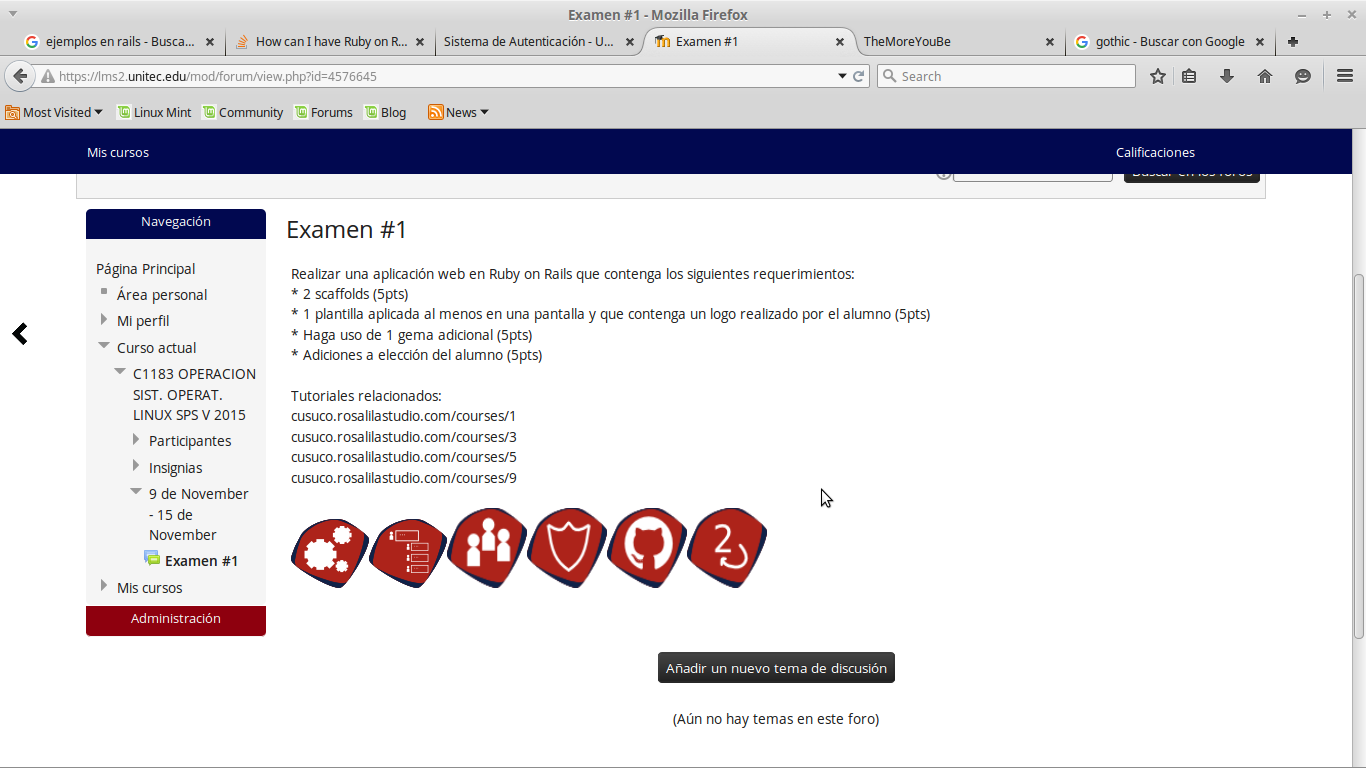 Examen #1 - Mozilla Firefox
ejemplos en rails - Busca...
How can I have Ruby on R...
Sistema de Autenticación - U...
Examen #1
TheMoreYouBe
gothic - Buscar con Google
https://lms2.unitec.edu/mod/forum/view.php?id=4576645
Search
Most Visited
Linux Mint
Community
Forums
Blog
News
Mis cursos
Calificaciones
Buscar en los foros
Navegación
Página Principal
Área personal
Mi perfil
Curso actual
C1183 OPERACION
SIST. OPERAT.
LINUX SPS V 2015
Participantes
Insignias
9 de November
- 15 de
November
Examen #1
Mis cursos
Administración
Examen #1
Realizar una aplicación web en Ruby on Rails que contenga los siguientes requerimientos:
* 2 scaffolds (5pts)
* 1 plantilla aplicada al menos en una pantalla y que contenga un logo realizado por el alumno (5pts)
* Haga uso de 1 gema adicional (5pts)
* Adiciones a elección del alumno (5pts)
Tutoriales relacionados:
cusuco.rosalilastudio.com/courses/1
cusuco.rosalilastudio.com/courses/3
cusuco.rosalilastudio.com/courses/5
cusuco.rosalilastudio.com/courses/9
2
Añadir un nuevo tema de discusión
(Aún no hay temas en este foro)